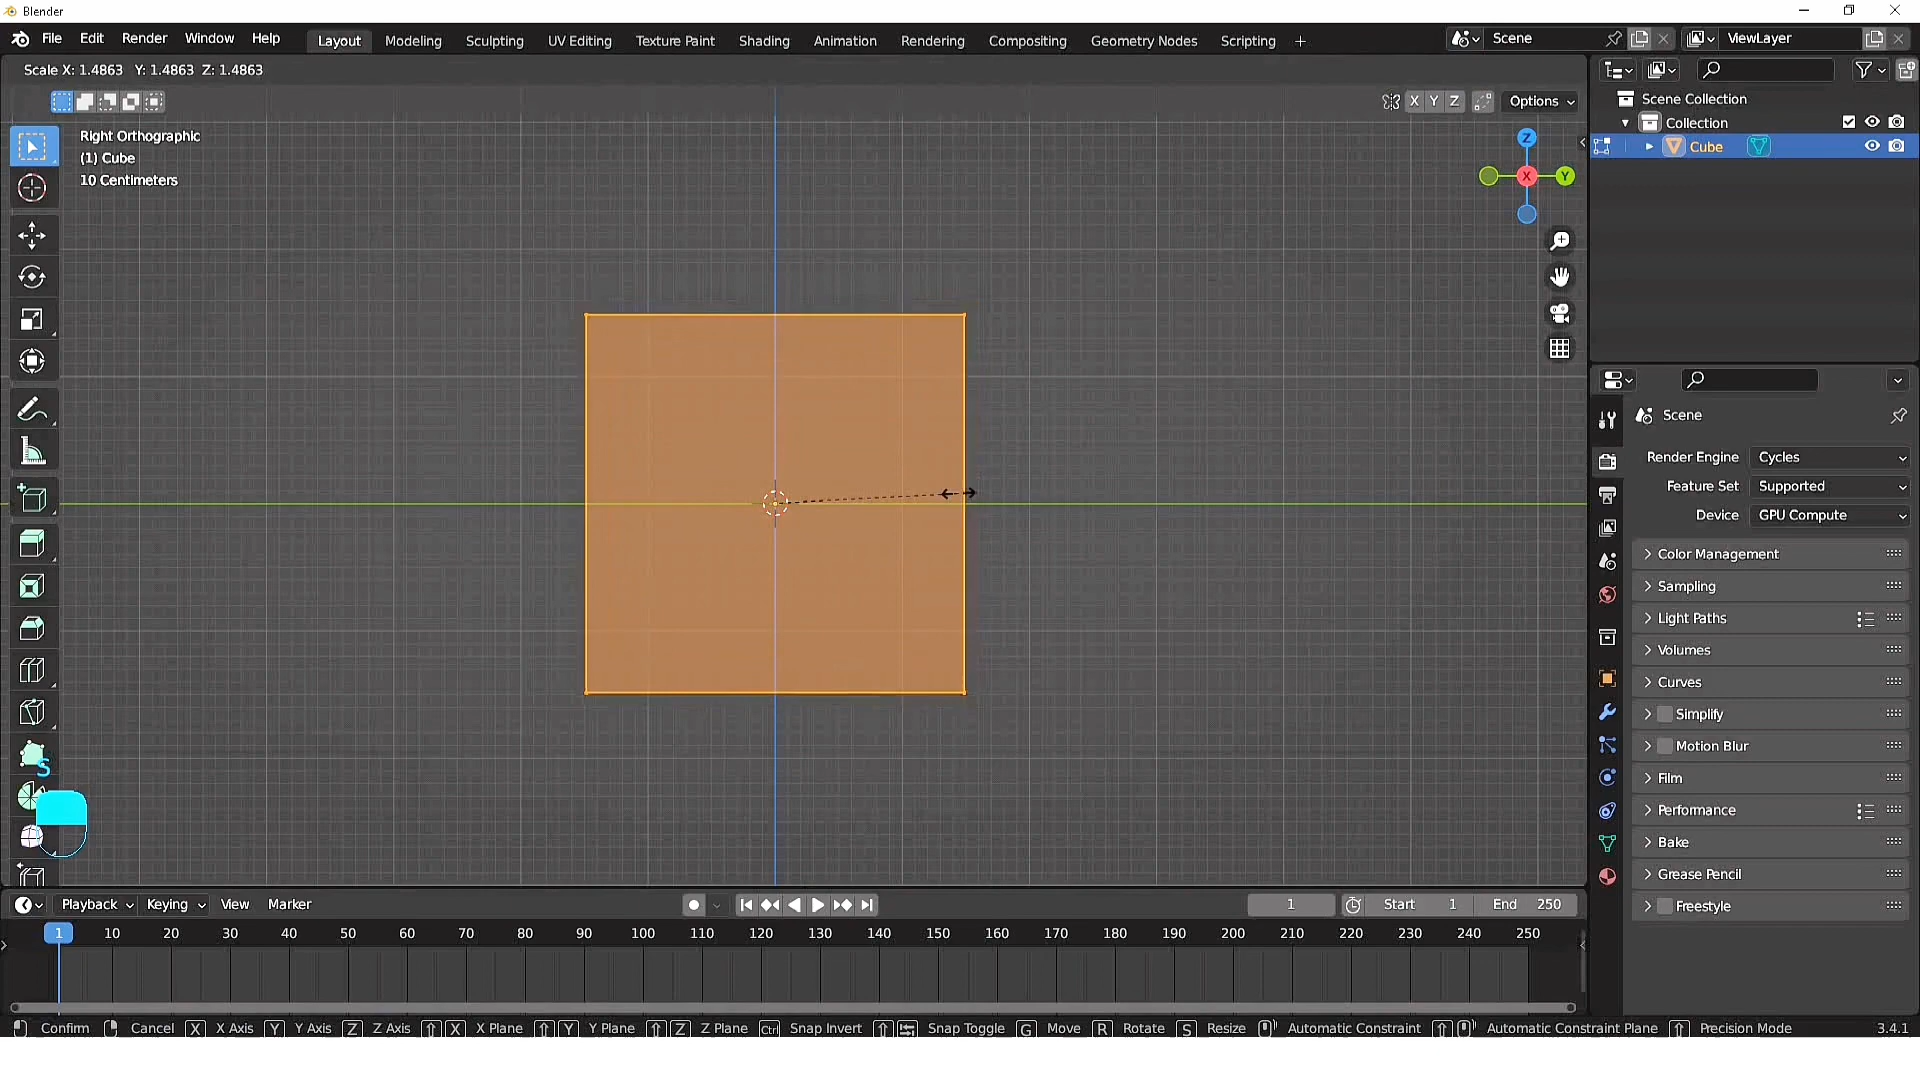 Blender
File Edit Render Window Help Layout Modeling Sculpting UV Editing Texture Paint Shading Animation Rendering Compositing Geometry Nodes Scripting + Scene ViewLayer
Scale X: 1.4863 Y: 1.4863 Z: 1.4863
X Y Z Options
Right Orthographic
(1) Cube
10 Centimeters
Z
X Y
Scene Collection
Collection
Cube
Scene
Render Engine Cycles
Feature Set Supported
Device GPU Compute
Color Management
Sampling
Light Paths
Volumes
Curves
Simplify
Motion Blur
Film
Performance
Bake
Grease Pencil
Freestyle
S
Playback Keying View Marker 1 Start 1 End 250
1 10 20 30 40 50 60 70 80 90 100 110 120 130 140 150 160 170 180 190 200 210 220 230 240 250
Confirm Cancel X X Axis Y Y Axis Z Z Axis X X Plane Y Y Plane Z Z Plane Ctrl Snap Invert Snap Toggle G Move R Rotate S Resize Automatic Constraint Automatic Constraint Plane Precision Mode 3.4.1